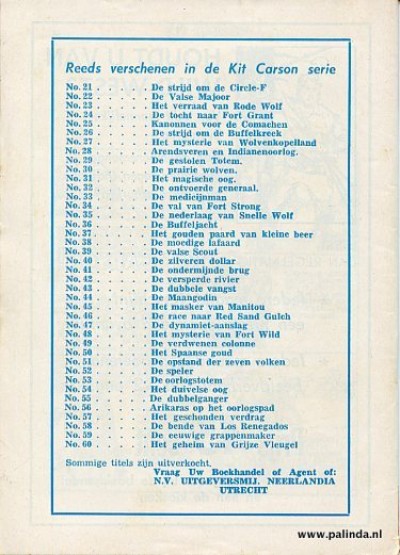 Reeds verschenen in de Kit Carson serie
No. 21 . . . . . . De strijd om de Circle-F
No. 22 . . . . . . De Valse Majoor
No. 23 . . . . . . Het verraad van Rode Wolf
No. 24 . . . . . . De tocht naar Fort Grant
No. 25 . . . . . . Kanonnen voor de Comachen
No. 26 . . . . . . De strijd om de Buffelkreek
No. 27 . . . . . . Het mysterie van Wolvenkopelland
No. 28 . . . . . . Arendsveren en Indianenoorlog.
No. 29 . . . . . . De gestolen Totem.
No. 30 . . . . . . De prairie wolven.
No. 31 . . . . . . Het magische oog.
No. 32 . . . . . . De ontvoerde generaal.
No. 33 . . . . . . De medicijnman
No. 34 . . . . . . De val van Fort Strong
No. 35 . . . . . . De nederlaag van Snelle Wolf
No. 36 . . . . . . De Buffeljacht
No. 37 . . . . . . Het gouden paard van kleine beer
No. 38 . . . . . . De moedige lafaard
No. 39 . . . . . . De valse Scout
No. 40 . . . . . . De zilveren dollar
No. 41 . . . . . . De ondermijnde brug
No. 42 . . . . . . De versperde rivier
No. 43 . . . . . . De dubbele vangst
No. 44 . . . . . . De Maangodin
No. 45 . . . . . . Het masker van Manitou
No. 46 . . . . . . De race naar Red Sand Gulch
No. 47 . . . . . . De dynamiet-aanslag
No. 48 . . . . . . Het mysterie van Fort Wild
No. 49 . . . . . . De verdwenen colonne
No. 50 . . . . . . Het Spaanse goud
No. 51 . . . . . . De opstand der zeven volken
No. 52 . . . . . . De speler
No. 53 . . . . . . De oorlogstotem
No. 54 . . . . . . Het duivelse oog
No. 55 . . . . . . De dubbelganger
No. 56 . . . . . . Arikaras op het oorlogspad
No. 57 . . . . . . Het geschonden verdrag
No. 58 . . . . . . De bende van Los Renegados
No. 59 . . . . . . De eeuwige grappenmaker
No. 60 . . . . . . Het geheim van Grijze Vleugel
Sommige titels zijn uitverkocht.
Vraag Uw Boekhandel of Agent of:
N.V. UITGEVERSMIJ. NEERLANDIA
UTRECHT
www.palinda.nl